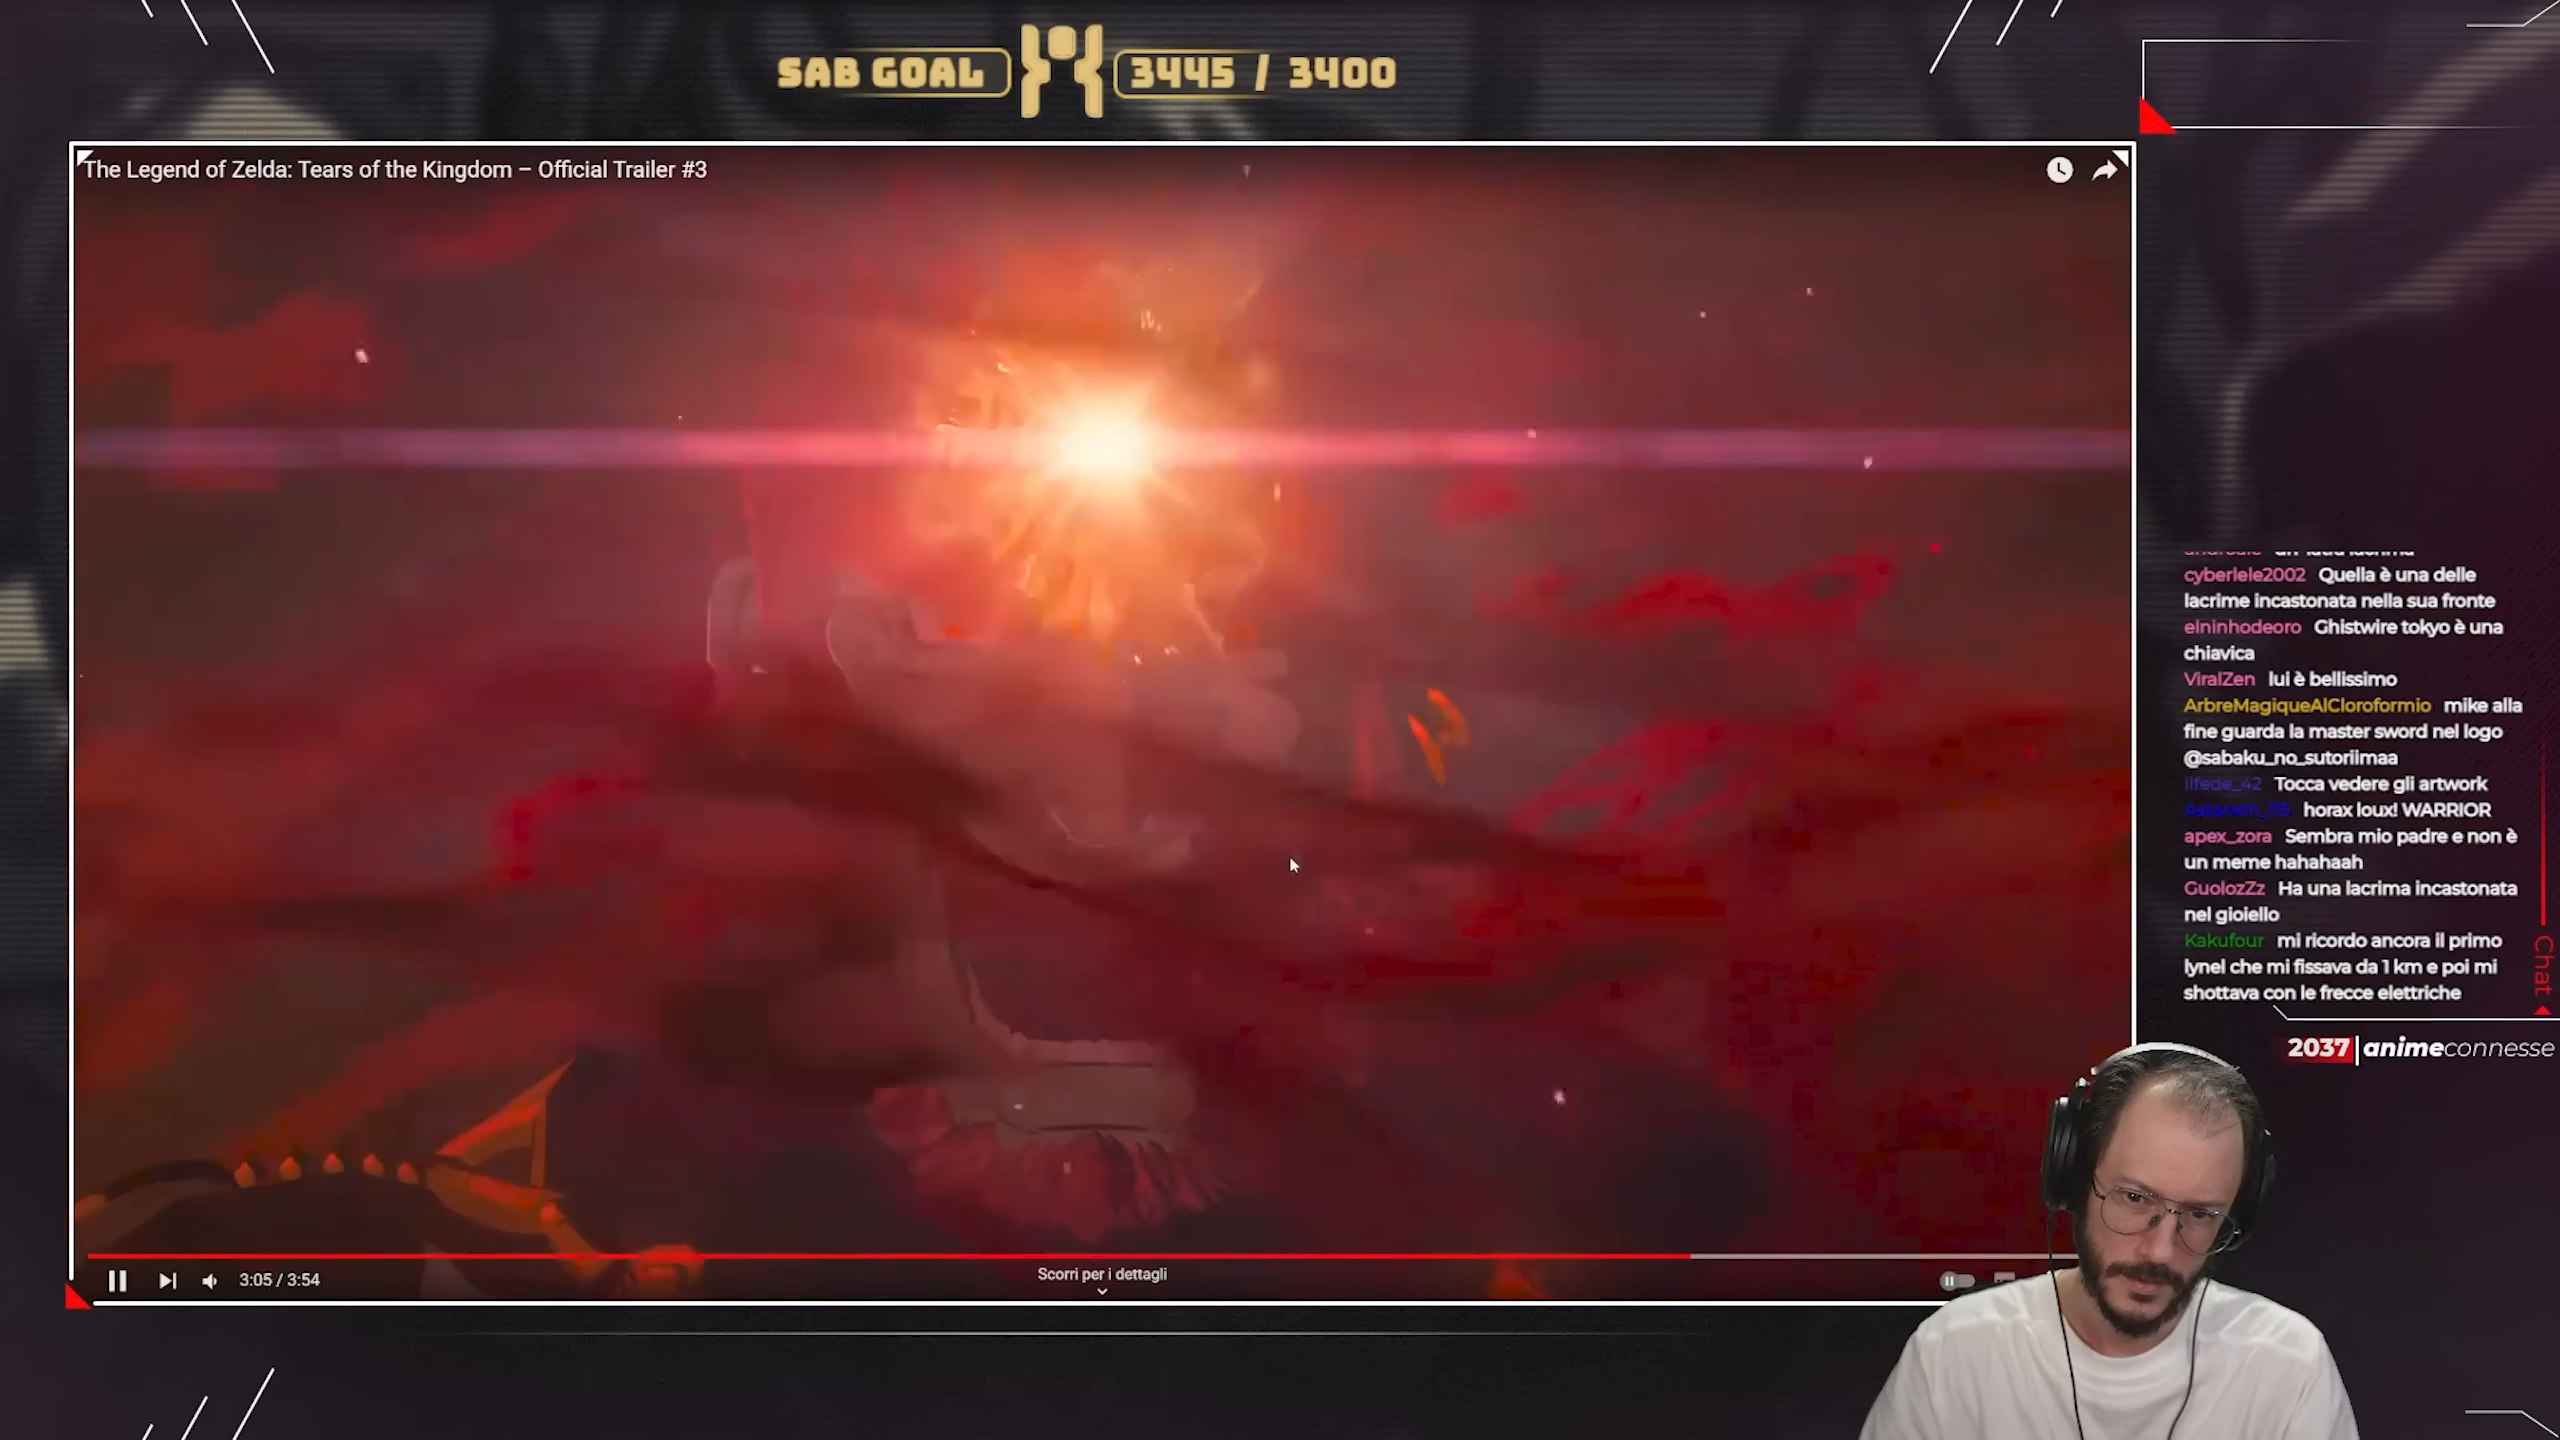 SAB GOAL 3445 / 3400
The Legend of Zelda: Tears of the Kingdom – Official Trailer #3
cyberlele2002 Quella è una delle
lacrime incastonata nella sua fronte
elninhodeoro Ghistwire tokyo è una
chiavica
ViralZen lui è bellissimo
ArbreMagiqueAlCloroformio mike alla
fine guarda la master sword nel logo
@sabaku_no_sutoriimaa
ilfede_42 Tocca vedere gli artwork
horax loux! WARRIOR
apex_zora Sembra mio padre e non è
un meme hahahaah
GuolozZz Ha una lacrima incastonata
nel gioiello
Kakufour mi ricordo ancora il primo
lynel che mi fissava da 1 km e poi mi
shottava con le frecce elettriche
Chat
2037 animeconnesse
3:05 / 3:54
Scorri per i dettagli